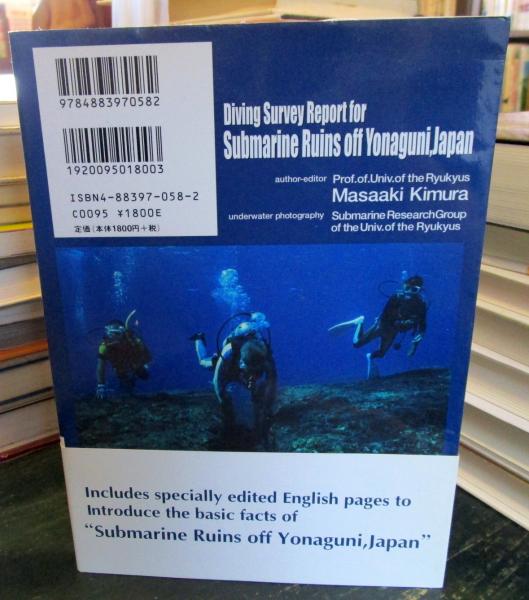 9784883970582
1920095018003
ISBN4-88397-058-2
C0095 ¥1800E
定価(本体1800円+税)
Diving Survey Report for
Submarine Ruins off Yonaguni,Japan
author-editor Prof.of.Univ.of the Ryukyus
Masaaki Kimura
underwater photography Submarine ResearchGroup
of the Univ.of the Ryukyus
Includes specially edited English pages to
Introduce the basic facts of
“Submarine Ruins off Yonaguni,Japan”